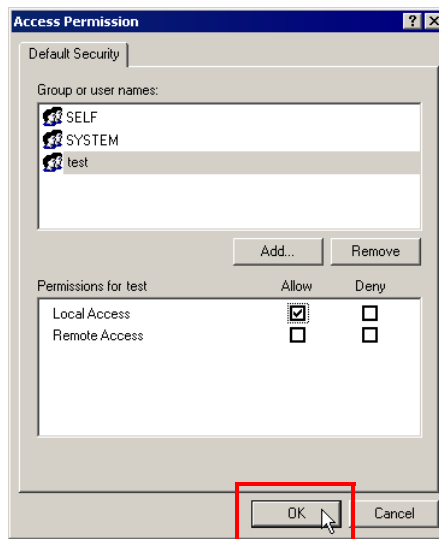 Access Permission
Default Security
Group or user names:
SELF
SYSTEM
test
Add... Remove
Permissions for test Allow Deny
Local Access
Remote Access
OK Cancel